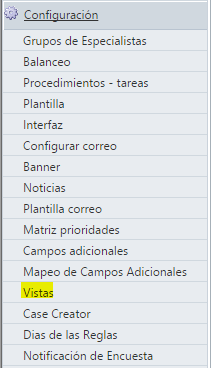 Configuración
Grupos de Especialistas
Balanceo
Procedimientos - tareas
Plantilla
Interfaz
Configurar correo
Banner
Noticias
Plantilla correo
Matriz prioridades
Campos adicionales
Mapeo de Campos Adicionales
Vistas
Case Creator
Dias de las Reglas
Notificación de Encuesta